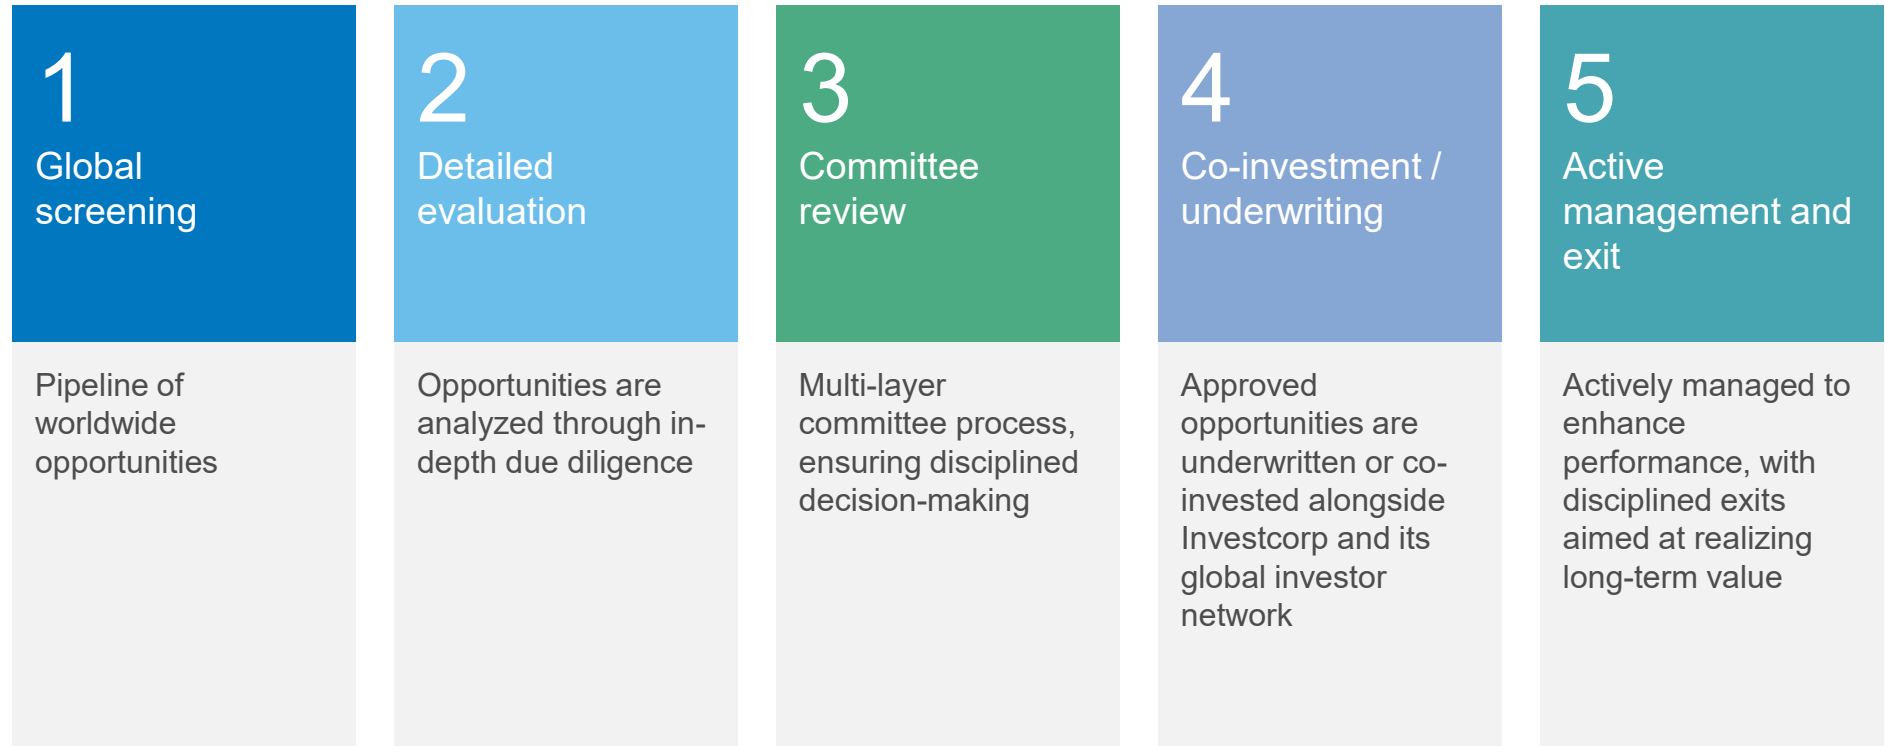 1
Global
screening
Pipeline of
worldwide
opportunities
2
Detailed
evaluation
Opportunities are
analyzed through in-
depth due diligence
3
Committee
review
Multi-layer
committee process,
ensuring disciplined
decision-making
4
Co-investment /
underwriting
Approved
opportunities are
underwritten or co-
invested alongside
Investcorp and its
global investor
network
5
Active
management and
exit
Actively managed to
enhance
performance, with
disciplined exits
aimed at realizing
long-term value